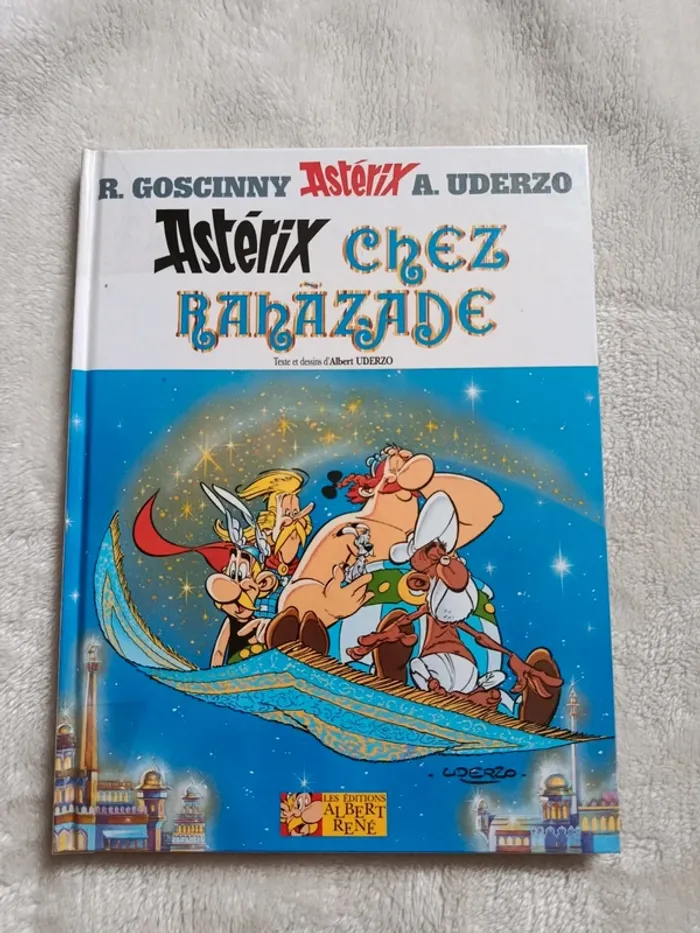 R. GOSCINNY Astérix A. UDERZO
Astérix CHEZ
RAHÃZADE
Texte et dessins d'Albert UDERZO
UDERZO
LES ÉDITIONS
ALBERT
RENÉ